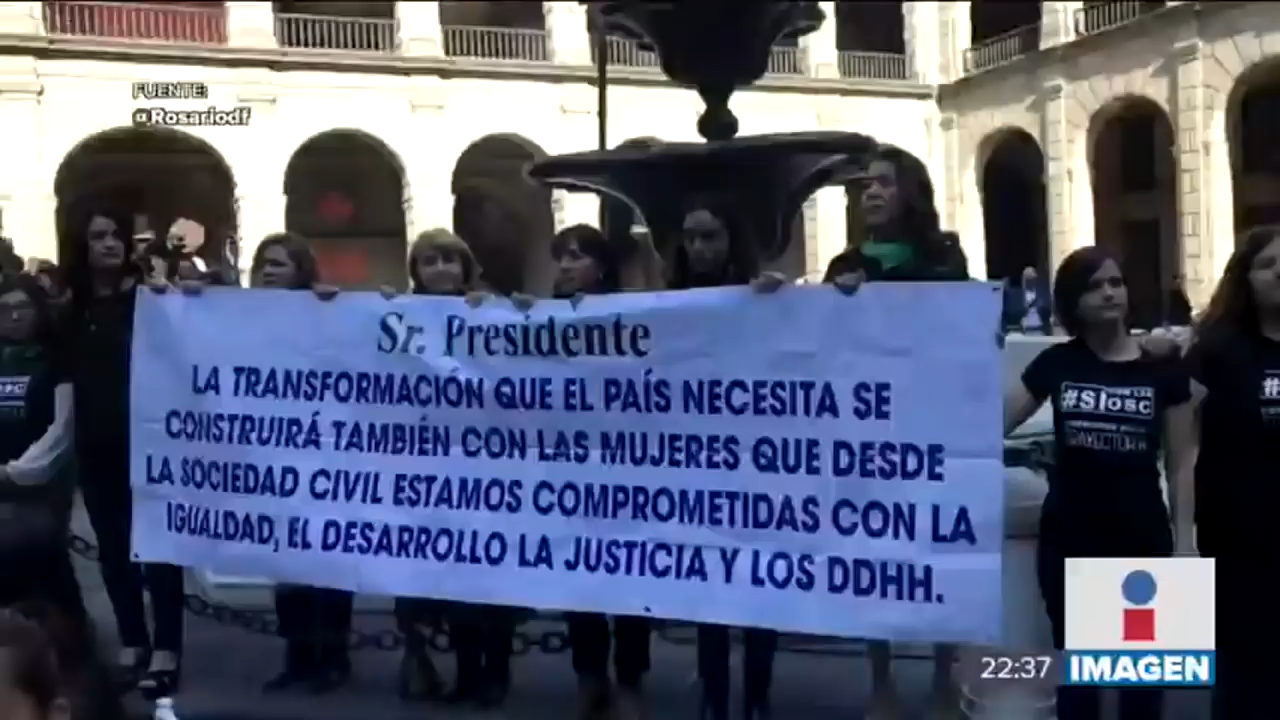 FUENTE:
@Rosariodf
Sr. Presidente
LA TRANSFORMACIÓN QUE EL PAÍS NECESITA SE
CONSTRUIRÁ TAMBIÉN CON LAS MUJERES QUE DESDE
LA SOCIEDAD CIVIL ESTAMOS COMPROMETIDAS CON LA
IGUALDAD, EL DESARROLLO LA JUSTICIA Y LOS DDHH.
#SIosc
22:37
IMAGEN